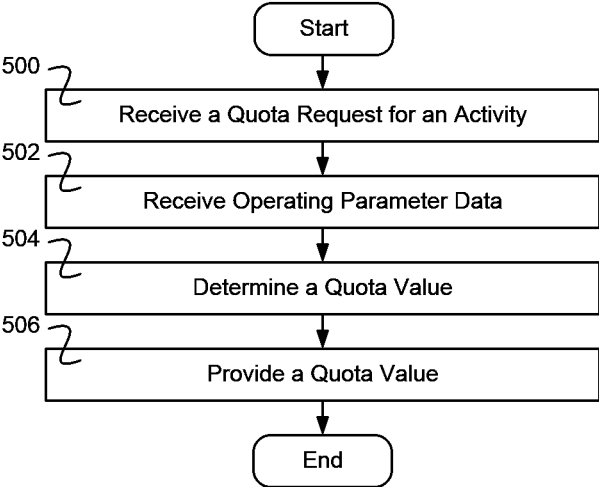 Start
500
Receive a Quota Request for an Activity
502
Receive Operating Parameter Data
504
Determine a Quota Value
506
Provide a Quota Value
End